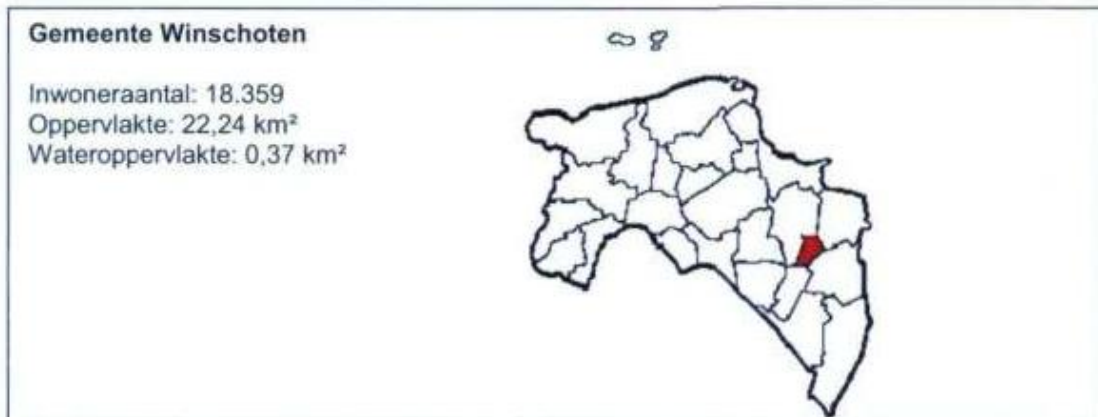 Gemeente Winschoten
Inwoneraantal: 18.359
Oppervlakte: 22,24 km²
Wateroppervlakte: 0,37 km²